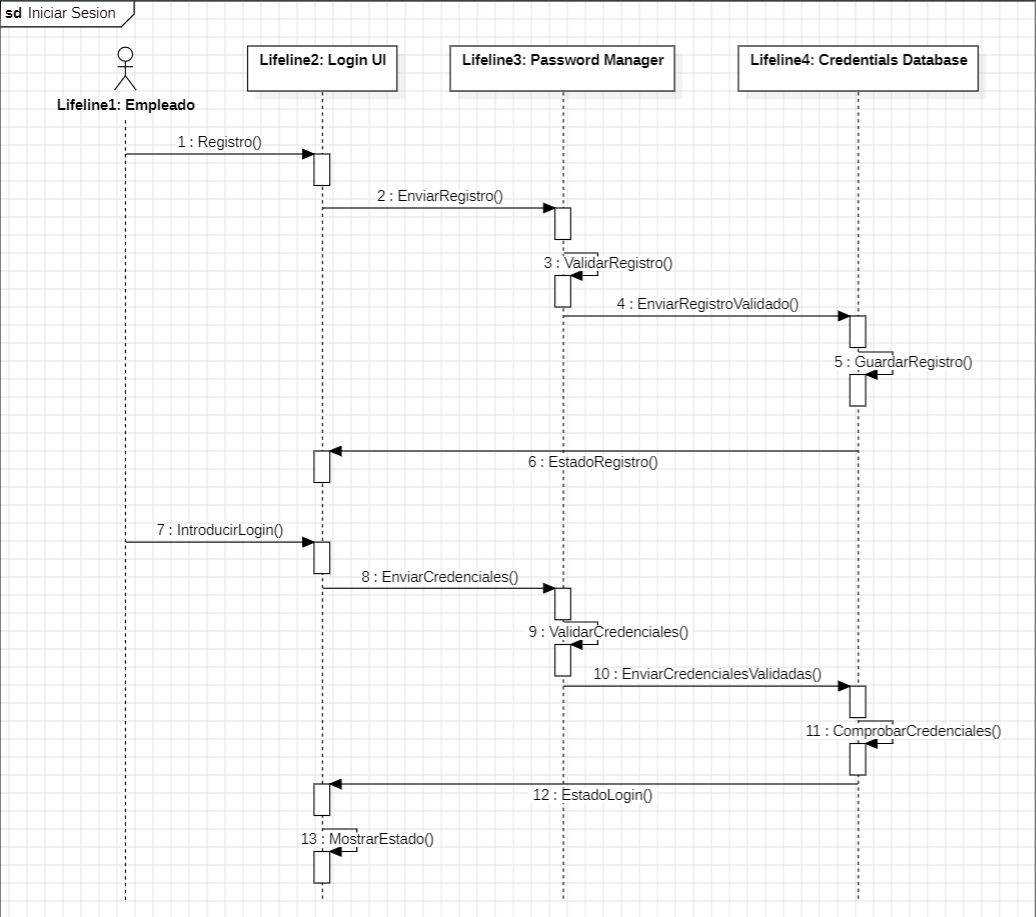 sd Iniciar Sesion
Lifeline1: Empleado
Lifeline2: Login UI
Lifeline3: Password Manager
Lifeline4: Credentials Database
1 : Registro()
2 : EnviarRegistro()
3 : ValidarRegistro()
4 : EnviarRegistroValidado()
5 : GuardarRegistro()
6 : EstadoRegistro()
7 : IntroducirLogin()
8 : EnviarCredenciales()
9 : ValidarCredenciales()
10 : EnviarCredencialesValidadas()
11 : ComprobarCredenciales()
12 : EstadoLogin()
13 : MostrarEstado()